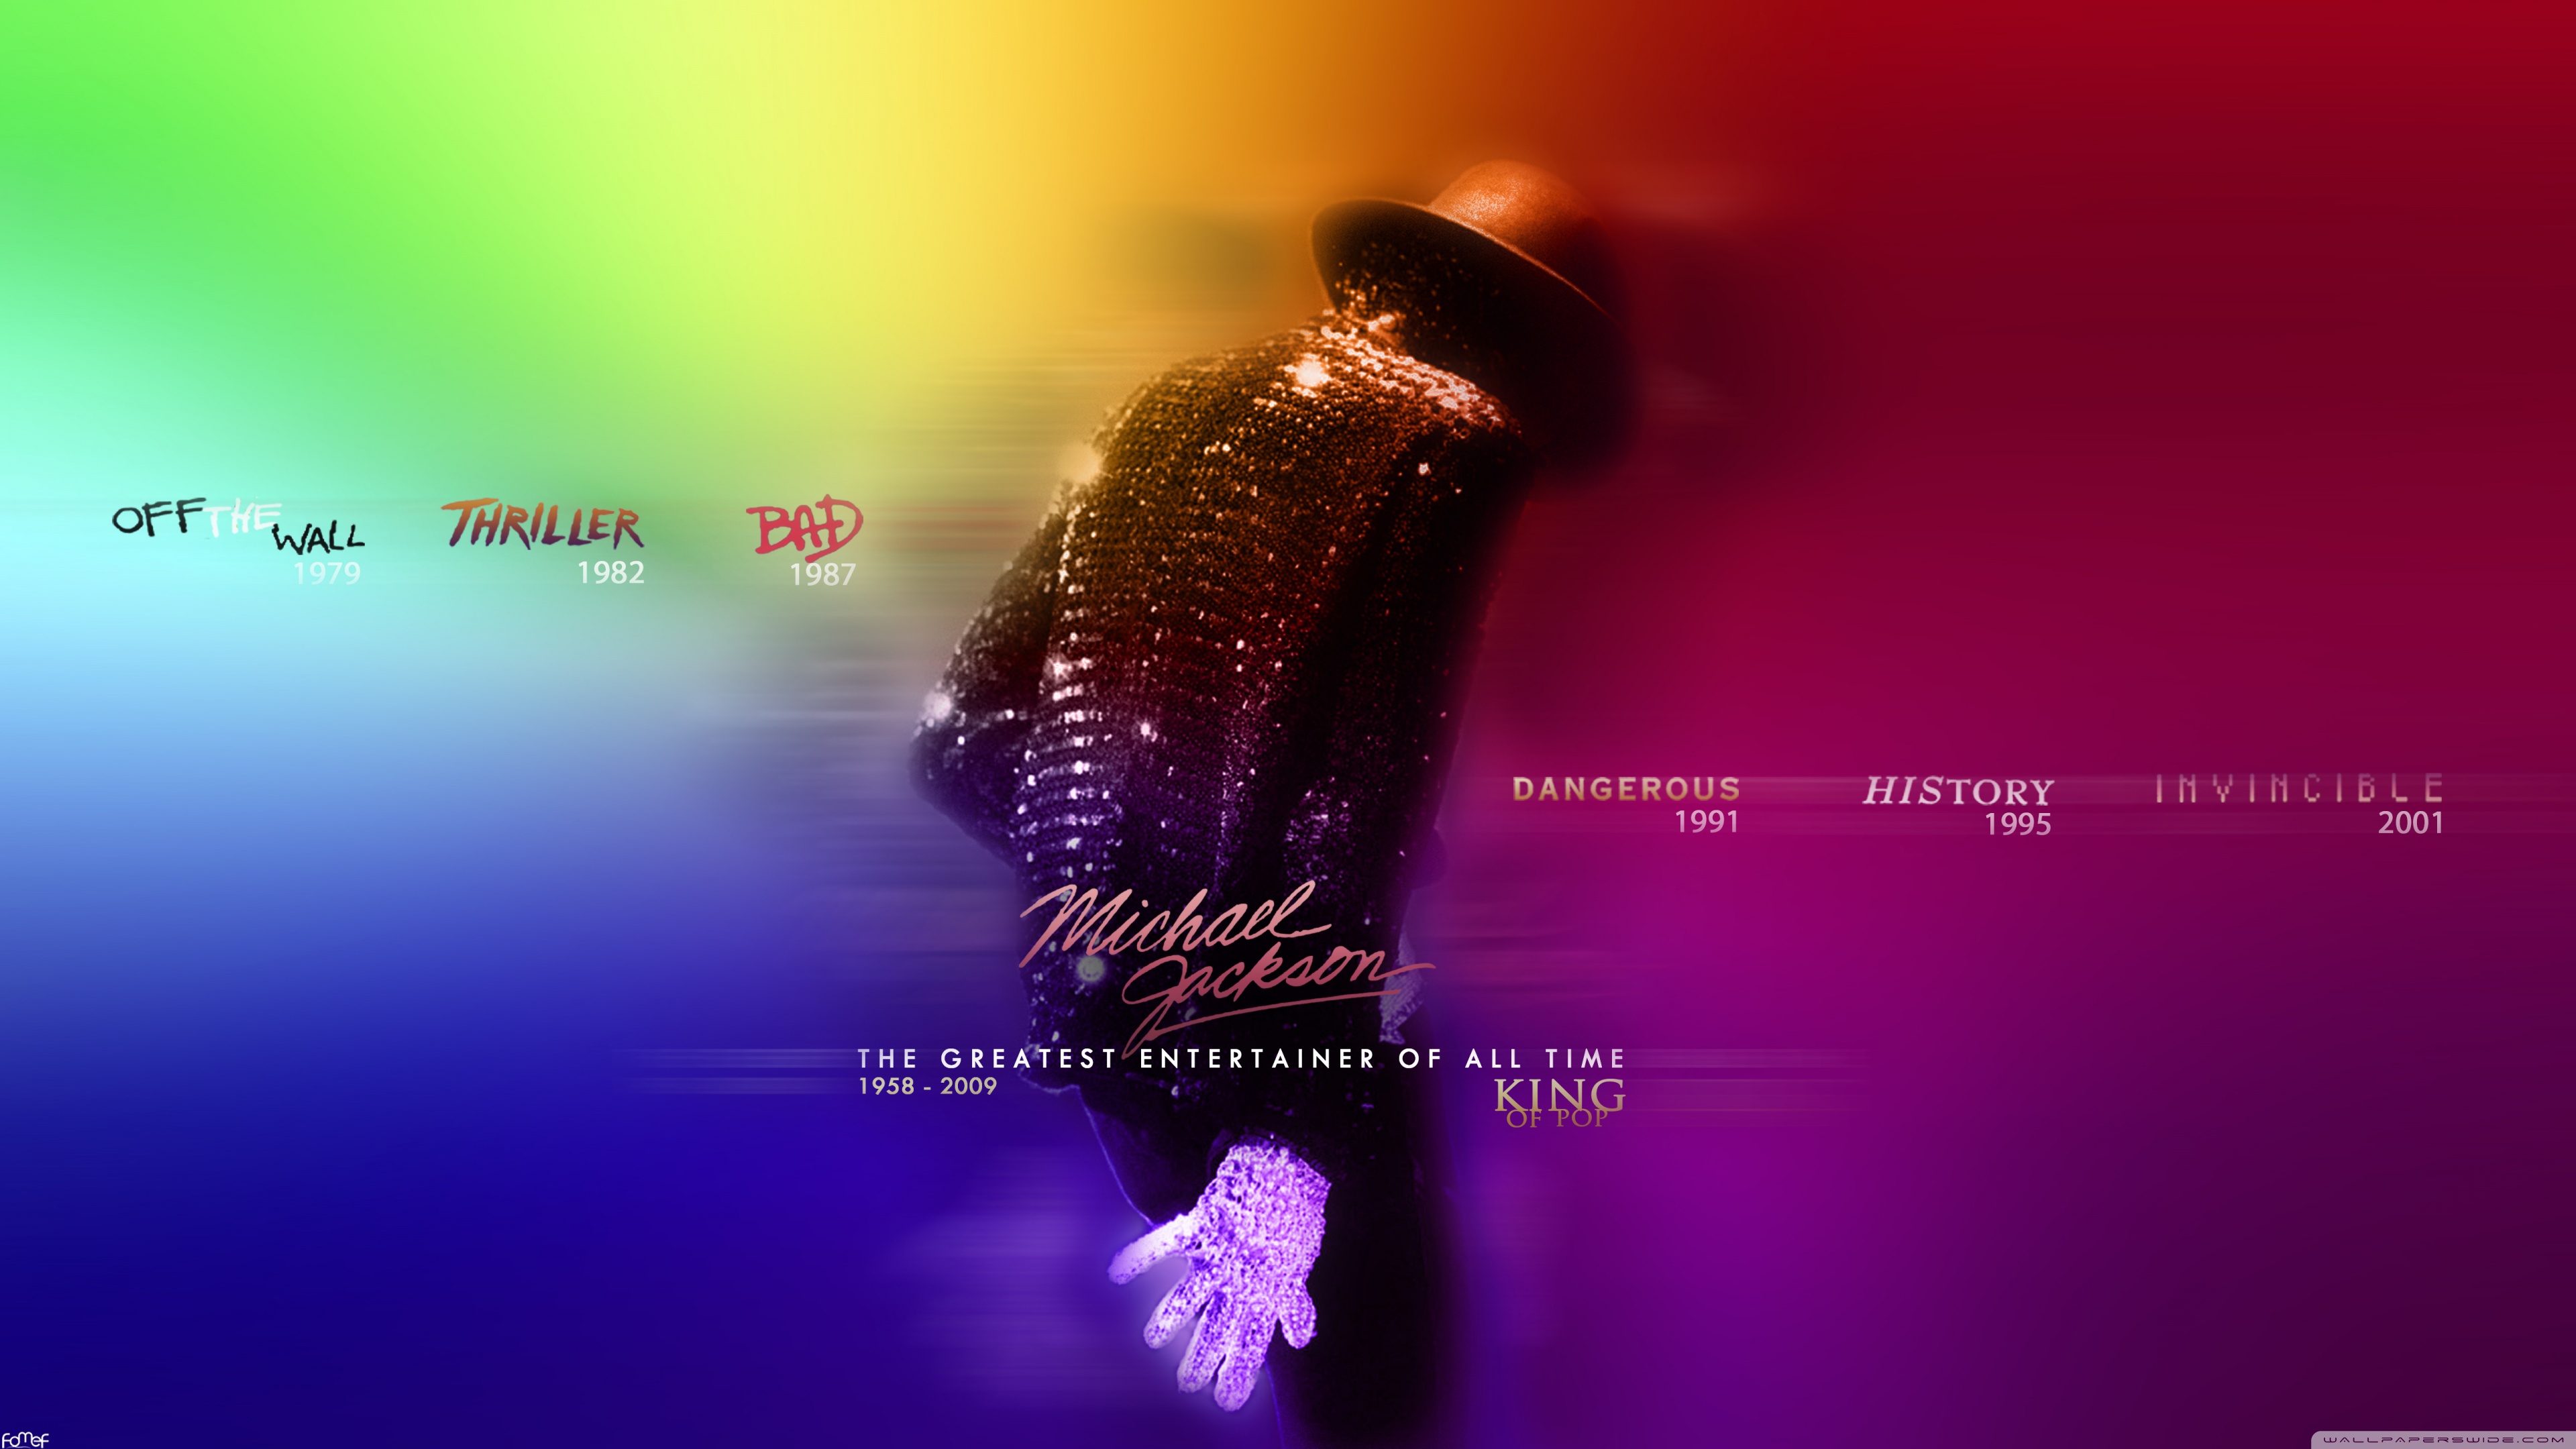 OFF THE WALL
1979
THRILLER
1982
BAD
1987
DANGEROUS
1991
HISTORY
1995
INVINCIBLE
2001
Michael
Jackson
THE GREATEST ENTERTAINER OF ALL TIME
1958 - 2009
KING
OF POP
FoMeF
WALLPAPERSWIDE.COM